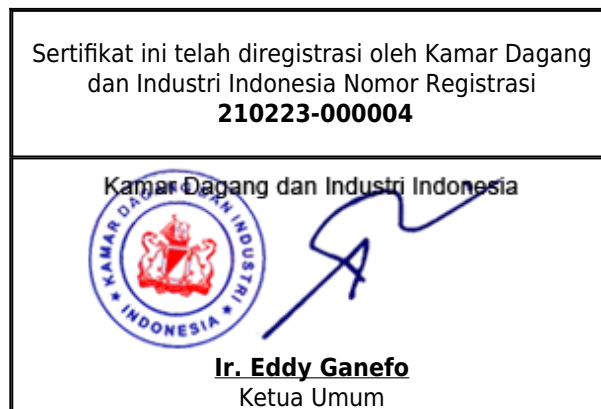 Sertifikat ini telah diregistrasi oleh Kamar Dagang
dan Industri Indonesia Nomor Registrasi
210223-000004
Kamar Dagang dan Industri Indonesia
KAMAR DAGANG DAN INDUSTRI
INDONESIA
Ir. Eddy Ganefo
Ketua Umum